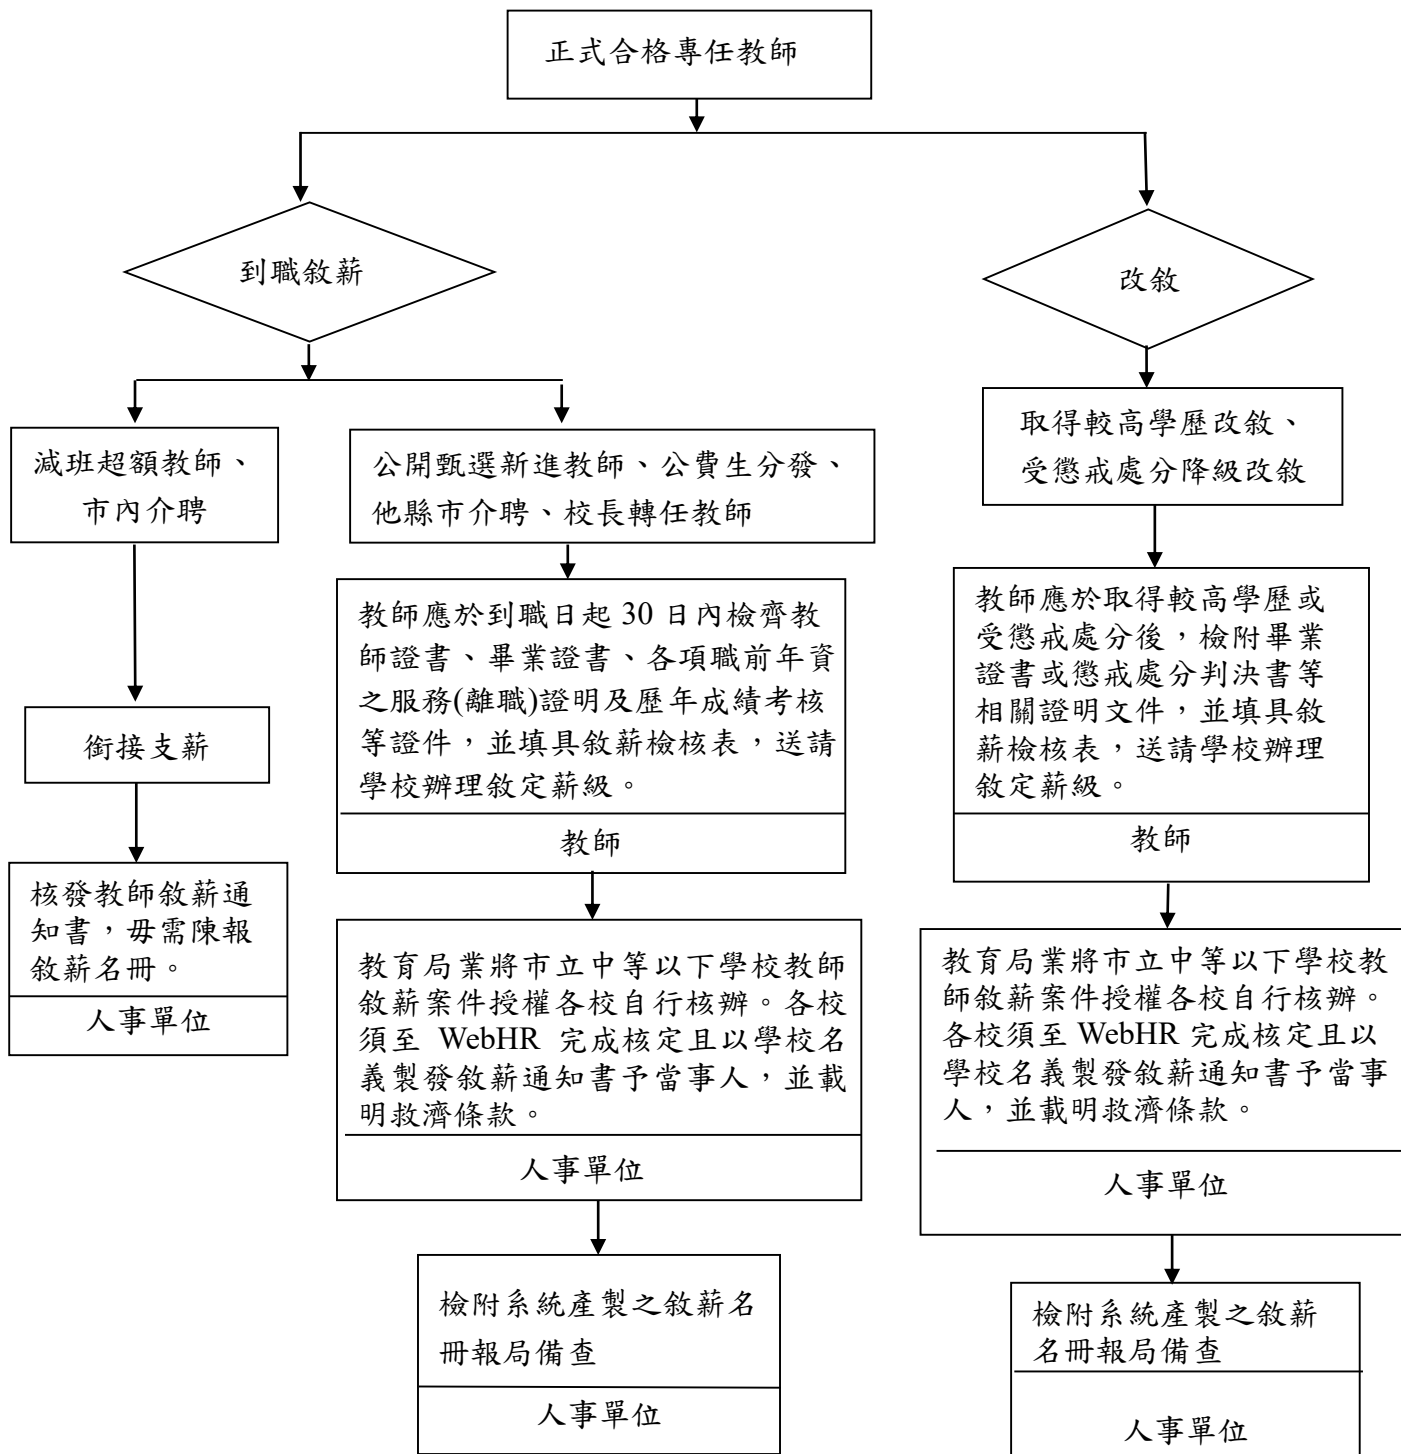 正式合格專任教師
到職敘薪
改敘
減班超額教師、
市內介聘
公開甄選新進教師、公費生分發、
他縣市介聘、校長轉任教師
取得較高學歷改敘、
受懲戒處分降級改敘
銜接支薪
教師應於到職日起 30 日內檢齊教
師證書、畢業證書、各項職前年資
之服務(離職)證明及歷年成績考核
等證件，並填具敘薪檢核表，送請
學校辦理敘定薪級。
教師
教師應於取得較高學歷或
受懲戒處分後，檢附畢業
證書或懲戒處分判決書等
相關證明文件，並填具敘
薪檢核表，送請學校辦理
敘定薪級。
教師
核發教師敘薪通
知書，毋需陳報
敘薪名冊。
人事單位
教育局業將市立中等以下學校教師
敘薪案件授權各校自行核辦。各校
須至 WebHR 完成核定且以學校名
義製發敘薪通知書予當事人，並載
明救濟條款。
人事單位
教育局業將市立中等以下學校教
師敘薪案件授權各校自行核辦。
各校須至 WebHR 完成核定且以
學校名義製發敘薪通知書予當事
人，並載明救濟條款。
人事單位
檢附系統產製之敘薪名
冊報局備查
人事單位
檢附系統產製之敘薪
名冊報局備查
人事單位